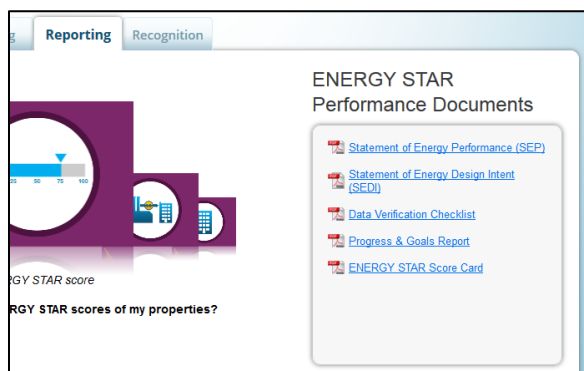 g
Reporting
Recognition
ENERGY STAR
Performance Documents
Statement of Energy Performance (SEP)
Statement of Energy Design Intent
(SEDI)
Data Verification Checklist
Progress & Goals Report
ENERGY STAR Score Card
25 50 75 100
RGY STAR score
RGY STAR scores of my properties?